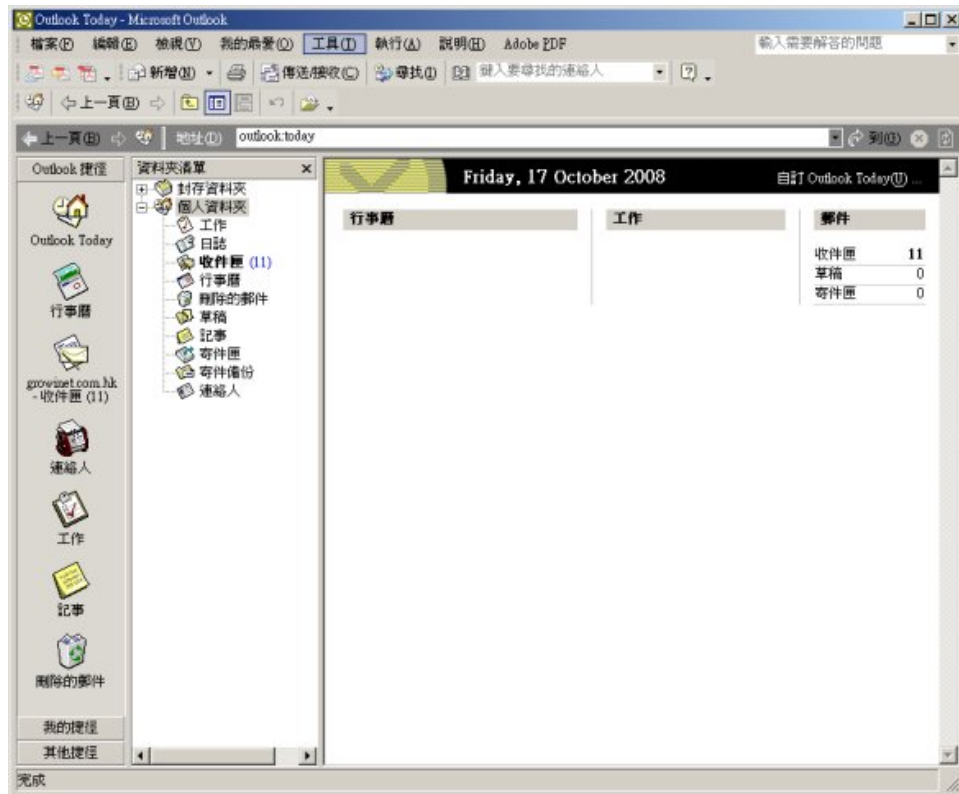 Outlook Today - Microsoft Outlook
檔案(F) 編輯(E) 檢視(V) 我的最愛(O) 工具(T) 執行(A) 說明(H) Adobe PDF 輸入需要解答的問題
新增(N) 傳送/接收(C) 尋找(I) 鍵入要尋找的連絡人
上一頁(B)
上一頁(B) 地址(D) outlook:today 到(G)
Outlook 捷徑
Outlook Today
行事曆
growinet.com.hk
- 收件匣 (11)
連絡人
工作
記事
刪除的郵件
我的捷徑
其他捷徑
資料夾清單
封存資料夾
個人資料夾
工作
日誌
收件匣 (11)
行事曆
刪除的郵件
草稿
記事
寄件匣
寄件備份
連絡人
Friday, 17 October 2008 自訂 Outlook Today(U) ...
行事曆 工作 郵件
收件匣 11
草稿 0
寄件匣 0
完成